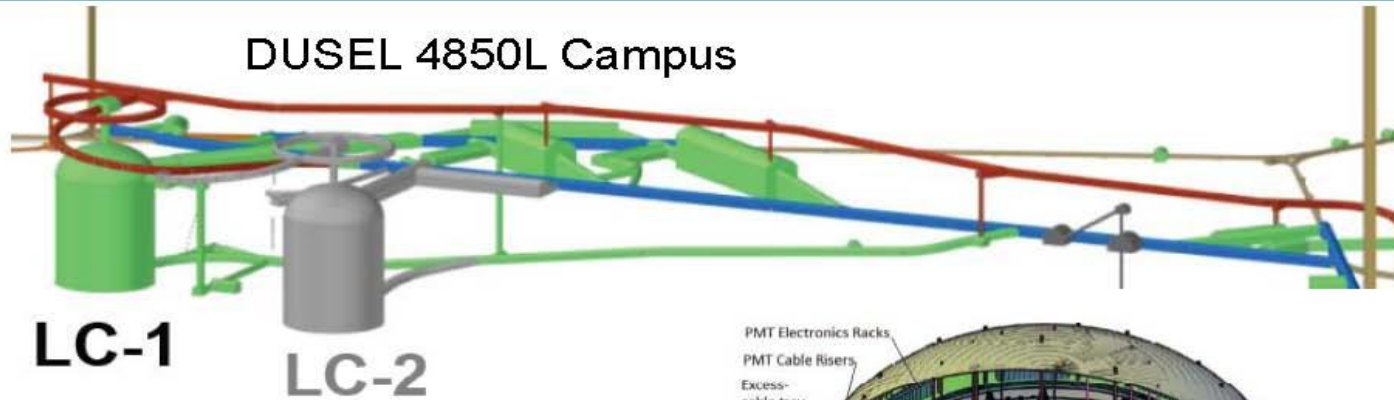 DUSEL 4850L Campus
LC-1
LC-2
PMT Electronics Racks
PMT Cable Risers
Excess-